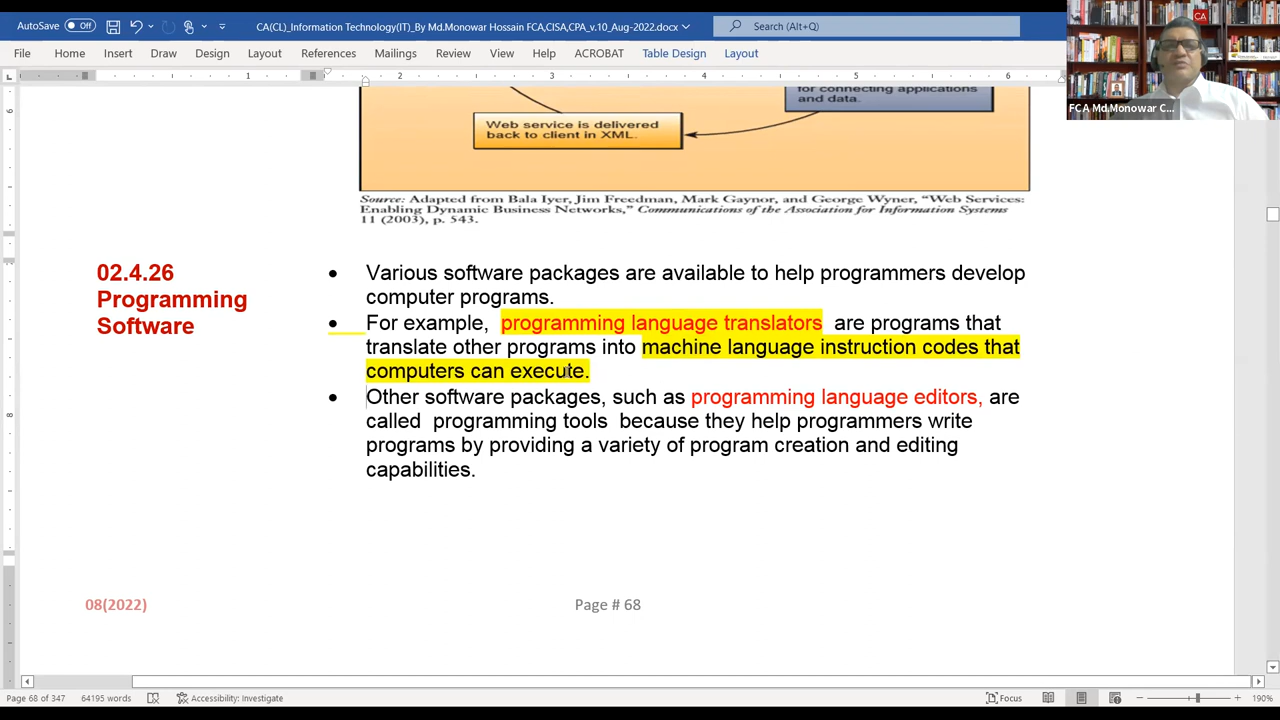 AutoSave Off
CA(CL)_Information Technology(IT)_By Md.Monowar Hossain FCA,CISA,CPA_v.10_Aug-2022.docx
Search (Alt+Q)
CA
File Home Insert Draw Design Layout References Mailings Review View Help ACROBAT Table Design Layout
FCA Md.Monowar C...
1 2 3 4 5 6
for connecting applications
and data.
Web service is delivered
back to client in XML.
Source: Adapted from Bala Iyer, Jim Freedman, Mark Gaynor, and George Wyner, “Web Services:
Enabling Dynamic Business Networks,” Communications of the Association for Information Systems
11 (2003), p. 543.
02.4.26
Programming
Software
• Various software packages are available to help programmers develop
computer programs.
• For example, programming language translators are programs that
translate other programs into machine language instruction codes that
computers can execute.
• Other software packages, such as programming language editors, are
called programming tools because they help programmers write
programs by providing a variety of program creation and editing
capabilities.
08(2022)
Page # 68
Page 68 of 347 64195 words Accessibility: Investigate Focus 190%